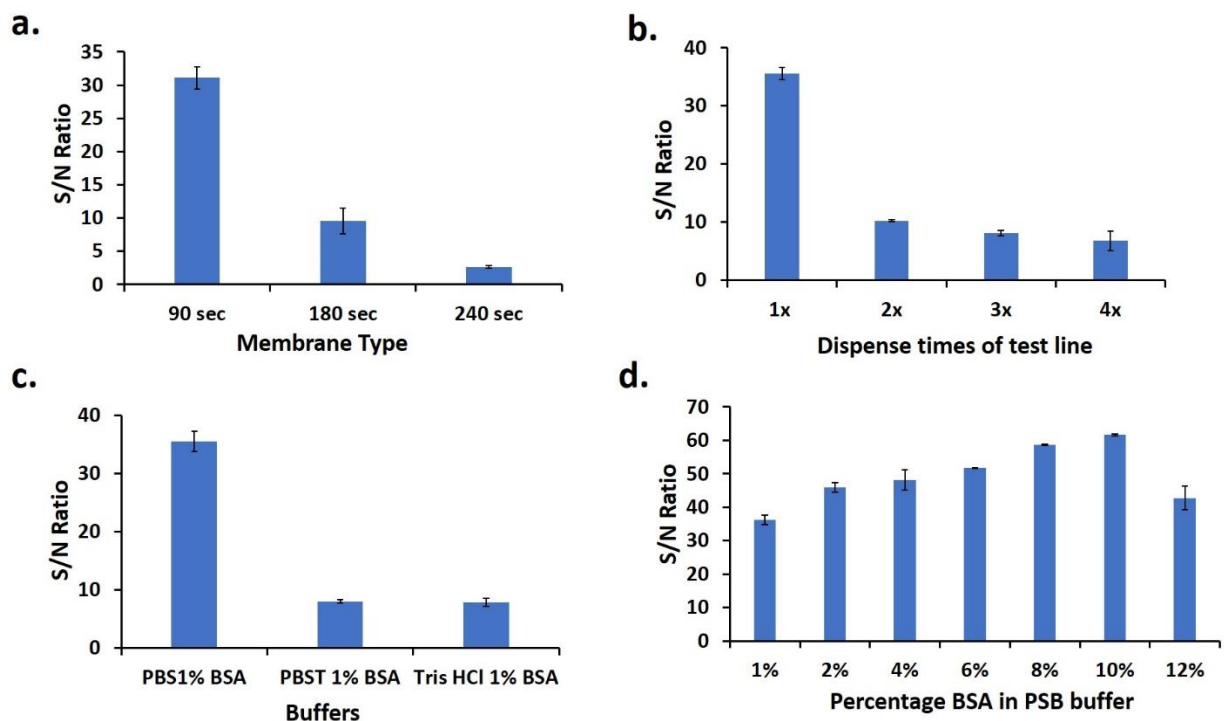 a.
35
30
25
20
15
10
5
0
S/N Ratio
90 sec 180 sec 240 sec
Membrane Type
b.
40
30
20
10
0
S/N Ratio
1x 2x 3x 4x
Dispense times of test line
c.
40
30
20
10
0
S/N Ratio
PBS1% BSA PBST 1% BSA Tris HCl 1% BSA
Buffers
d.
70
60
50
40
30
20
10
0
S/N Ratio
1% 2% 4% 6% 8% 10% 12%
Percentage BSA in PSB buffer